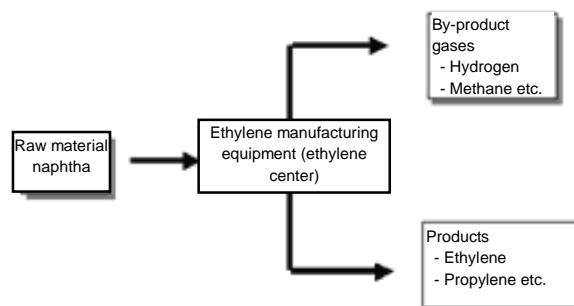 By-product
gases
- Hydrogen
- Methane etc.
Raw material
naphtha
Ethylene manufacturing
equipment (ethylene
center)
Products
- Ethylene
- Propylene etc.